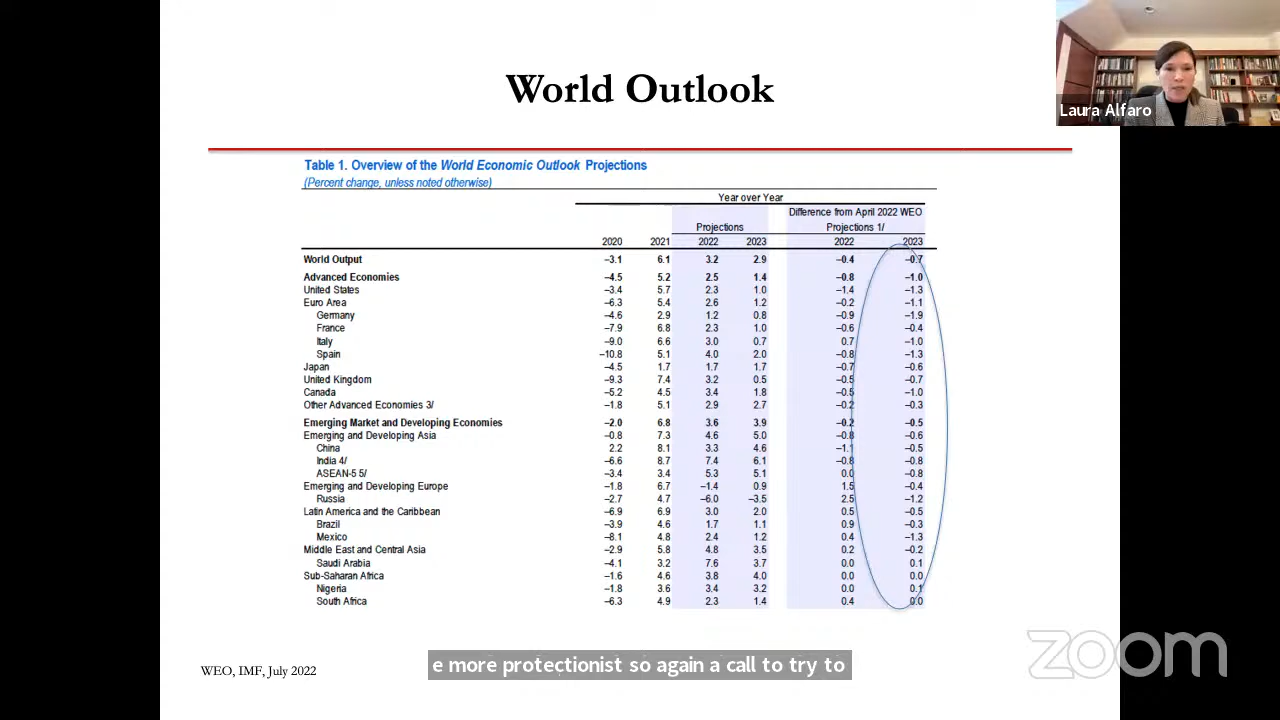 World Outlook
Laura Alfaro
Table 1. Overview of the World Economic Outlook Projections
(Percent change, unless noted otherwise)
Year over Year
Difference from April 2022 WEO
Projections Projections 1/
2020 2021 2022 2023 2022 2023
World Output –3.1 6.1 3.2 2.9 –0.4 –0.7
Advanced Economies –4.5 5.2 2.5 1.4 –0.8 –1.0
United States –3.4 5.7 2.3 1.0 –1.4 –1.3
Euro Area –6.3 5.4 2.6 1.2 –0.2 –1.1
Germany –4.6 2.9 1.2 0.8 –0.9 –1.9
France –7.9 6.8 2.3 1.0 –0.6 –0.4
Italy –9.0 6.6 3.0 0.7 0.7 –1.0
Spain –10.8 5.1 4.0 2.0 –0.8 –1.3
Japan –4.5 1.7 1.7 1.7 –0.7 –0.6
United Kingdom –9.3 7.4 3.2 0.5 –0.5 –0.7
Canada –5.2 4.5 3.4 1.8 –0.5 –1.0
Other Advanced Economies 3/ –1.8 5.1 2.9 2.7 –0.2 –0.3
Emerging Market and Developing Economies –2.0 6.8 3.6 3.9 –0.2 –0.5
Emerging and Developing Asia –0.8 7.3 4.6 5.0 –0.8 –0.6
China 2.2 8.1 3.3 4.6 –1.1 –0.5
India 4/ –6.6 8.7 7.4 6.1 –0.8 –0.8
ASEAN-5 5/ –3.4 3.4 5.3 5.1 0.0 –0.8
Emerging and Developing Europe –1.8 6.7 –1.4 0.9 1.5 –0.4
Russia –2.7 4.7 –6.0 –3.5 2.5 –1.2
Latin America and the Caribbean –6.9 6.9 3.0 2.0 0.5 –0.5
Brazil –3.9 4.6 1.7 1.1 0.9 –0.3
Mexico –8.1 4.8 2.4 1.2 0.4 –1.3
Middle East and Central Asia –2.9 5.8 4.8 3.5 0.2 –0.2
Saudi Arabia –4.1 3.2 7.6 3.7 0.0 0.1
Sub-Saharan Africa –1.6 4.6 3.8 4.0 0.0 0.0
Nigeria –1.8 3.6 3.4 3.2 0.0 0.1
South Africa –6.3 4.9 2.3 1.4 0.4 0.0
e more protectionist so again a call to try to
WEO, IMF, July 2022
zoom